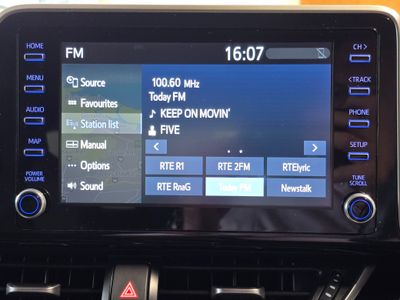 FM 16:07
HOME
MENU
AUDIO
MAP
POWER
VOLUME
Source
Favourites
Station list
Manual
Options
Sound
100.60 MHz
Today FM
KEEP ON MOVIN'
FIVE
RTE R1 RTE 2FM RTElyric
RTE RnaG Today FM Newstalk
CH >
< TRACK
PHONE
SETUP
TUNE
SCROLL